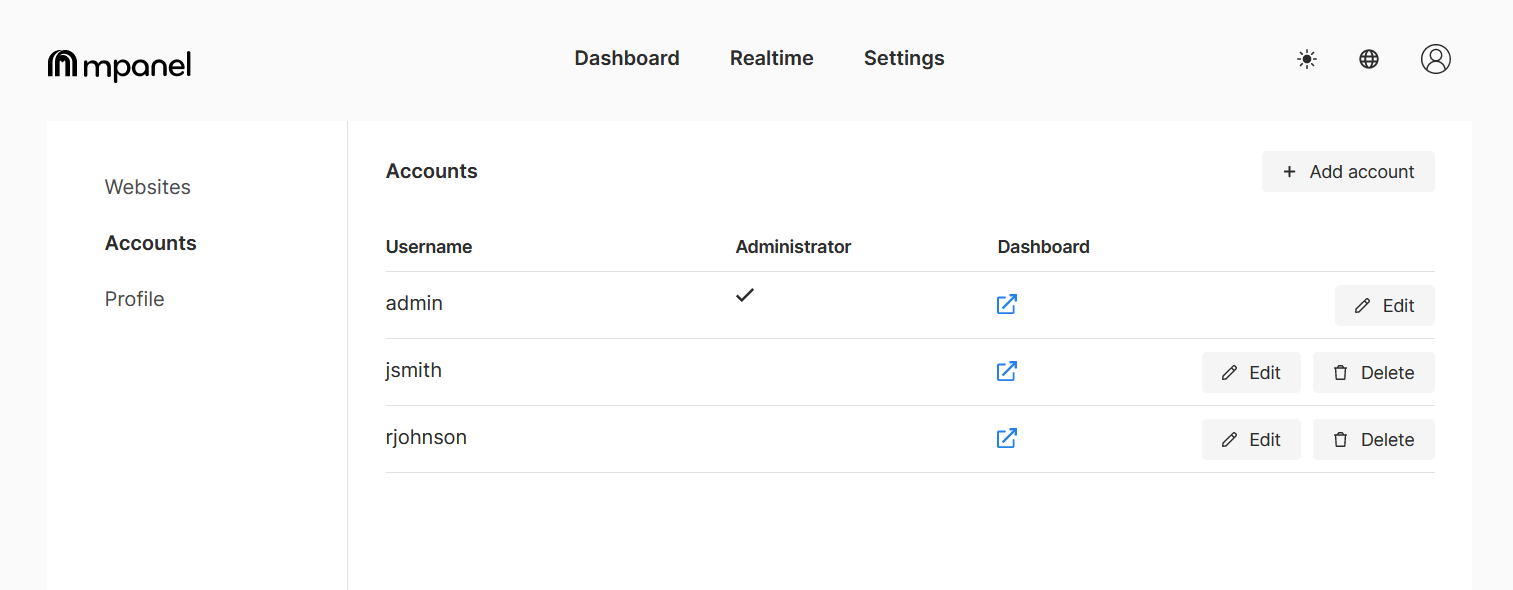 mpanel
Dashboard Realtime Settings
Websites
Accounts
Profile
Accounts
Add account
Username Administrator Dashboard
admin Edit
jsmith Edit Delete
rjohnson Edit Delete